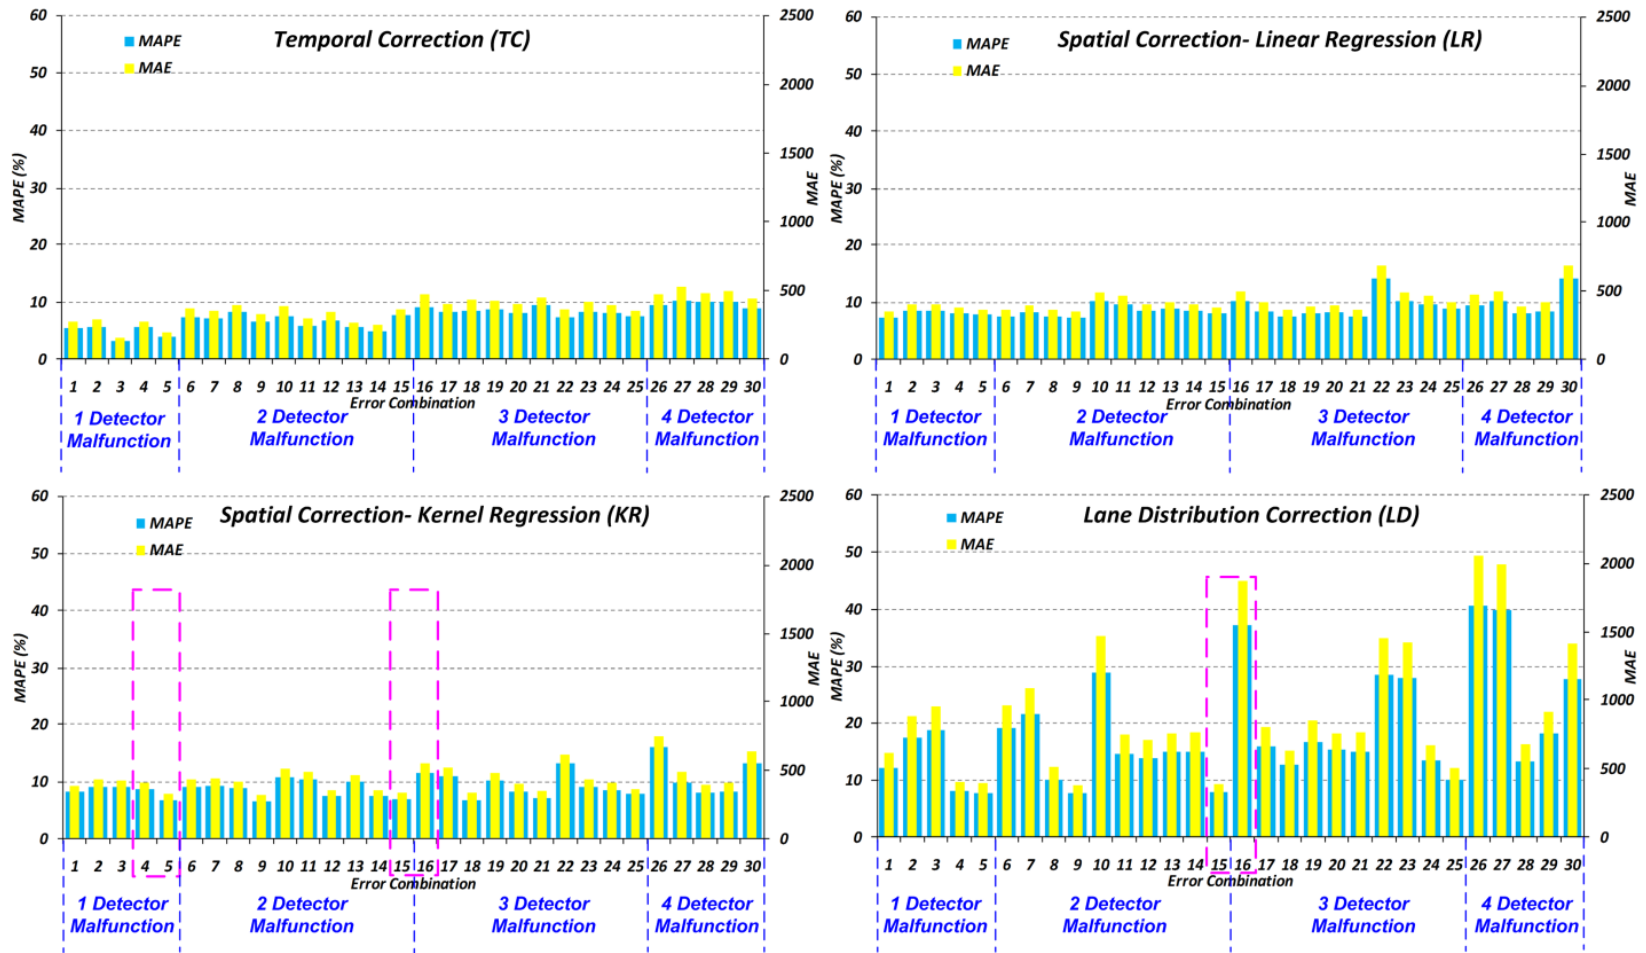 Temporal Correction (TC)
MAPE
MAE
60
50
40
30
20
10
0
MAPE (%)
2500
2000
1500
1000
500
0
MAE
1 2 3 4 5 6 7 8 9 10 11 12 13 14 15 16 17 18 19 20 21 22 23 24 25 26 27 28 29 30
Error Combination
1 Detector
Malfunction
2 Detector
Malfunction
3 Detector
Malfunction
4 Detector
Malfunction
Spatial Correction- Linear Regression (LR)
MAPE
MAE
60
50
40
30
20
10
0
MAPE (%)
2500
2000
1500
1000
500
0
MAE
1 2 3 4 5 6 7 8 9 10 11 12 13 14 15 16 17 18 19 20 21 22 23 24 25 26 27 28 29 30
Error Combination
1 Detector
Malfunction
2 Detector
Malfunction
3 Detector
Malfunction
4 Detector
Malfunction
Spatial Correction- Kernel Regression (KR)
MAPE
MAE
60
50
40
30
20
10
0
MAPE (%)
2500
2000
1500
1000
500
0
MAE
1 2 3 4 5 6 7 8 9 10 11 12 13 14 15 16 17 18 19 20 21 22 23 24 25 26 27 28 29 30
Error Combination
1 Detector
Malfunction
2 Detector
Malfunction
3 Detector
Malfunction
4 Detector
Malfunction
Lane Distribution Correction (LD)
MAPE
MAE
60
50
40
30
20
10
0
MAPE (%)
2500
2000
1500
1000
500
0
MAE
1 2 3 4 5 6 7 8 9 10 11 12 13 14 15 16 17 18 19 20 21 22 23 24 25 26 27 28 29 30
Error Combination
1 Detector
Malfunction
2 Detector
Malfunction
3 Detector
Malfunction
4 Detector
Malfunction